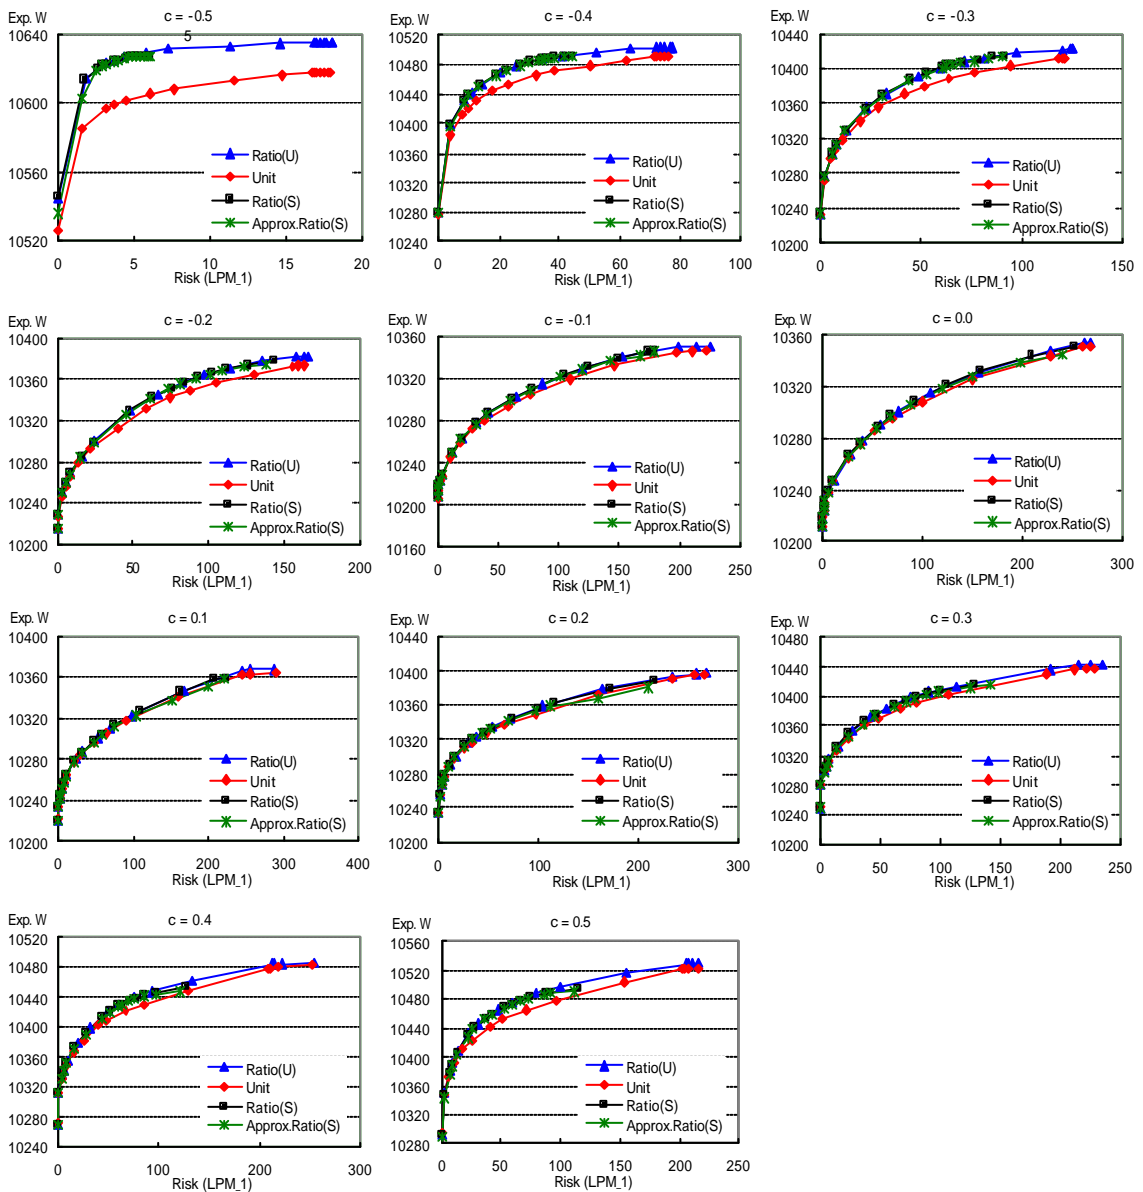 Exp. W
c = -0.5
5
10640
10600
10560
10520
0
5
10
15
20
Risk (LPM_1)
Ratio(U)
Unit
Ratio(S)
Approx.Ratio(S)
Exp. W
c = -0.4
10520
10480
10440
10400
10360
10320
10280
10240
0
20
40
60
80
100
Risk (LPM_1)
Ratio(U)
Unit
Ratio(S)
Approx.Ratio(S)
Exp. W
c = -0.3
10440
10400
10360
10320
10280
10240
10200
0
50
100
150
Risk (LPM_1)
Ratio(U)
Unit
Ratio(S)
Approx.Ratio(S)
Exp. W
c = -0.2
10400
10360
10320
10280
10240
10200
0
50
100
150
200
Risk (LPM_1)
Ratio(U)
Unit
Ratio(S)
Approx.Ratio(S)
Exp. W
c = -0.1
10360
10320
10280
10240
10200
10160
0
50
100
150
200
250
Risk (LPM_1)
Ratio(U)
Unit
Ratio(S)
Approx.Ratio(S)
Exp. W
c = 0.0
10360
10320
10280
10240
10200
0
100
200
300
Risk (LPM_1)
Ratio(U)
Unit
Ratio(S)
Approx.Ratio(S)
Exp. W
c = 0.1
10400
10360
10320
10280
10240
10200
0
100
200
300
400
Risk (LPM_1)
Ratio(U)
Unit
Ratio(S)
Approx.Ratio(S)
Exp. W
c = 0.2
10440
10400
10360
10320
10280
10240
10200
0
100
200
300
Risk (LPM_1)
Ratio(U)
Unit
Ratio(S)
Approx.Ratio(S)
Exp. W
c = 0.3
10480
10440
10400
10360
10320
10280
10240
10200
0
50
100
150
200
250
Risk (LPM_1)
Ratio(U)
Unit
Ratio(S)
Approx.Ratio(S)
Exp. W
c = 0.4
10520
10480
10440
10400
10360
10320
10280
10240
0
100
200
300
Risk (LPM_1)
Ratio(U)
Unit
Ratio(S)
Approx.Ratio(S)
Exp. W
c = 0.5
10560
10520
10480
10440
10400
10360
10320
10280
0
50
100
150
200
250
Risk (LPM_1)
Ratio(U)
Unit
Ratio(S)
Approx.Ratio(S)